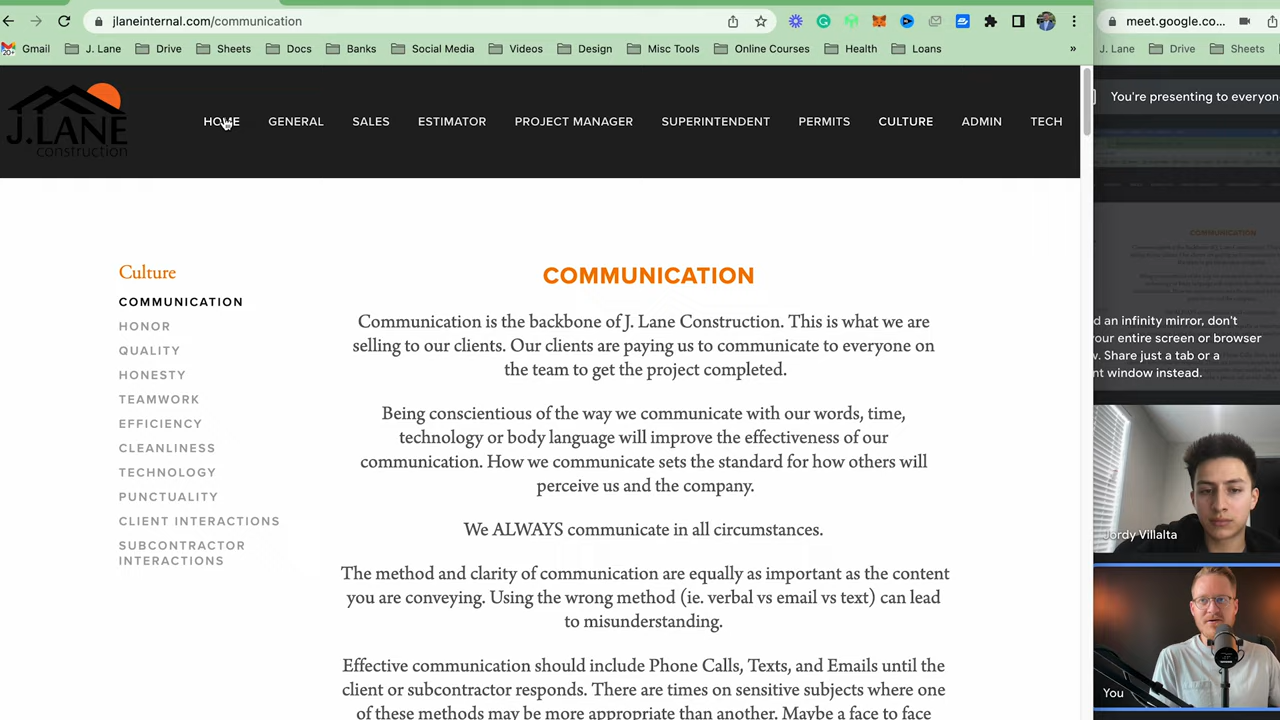 jlaneinternal.com/communication
meet.google.co...
20+ Gmail J. Lane Drive Sheets Docs Banks Social Media Videos Design Misc Tools Online Courses Health Loans »
J. Lane Drive Sheets
J.LANE
construction
HOME GENERAL SALES ESTIMATOR PROJECT MANAGER SUPERINTENDENT PERMITS CULTURE ADMIN TECH
You're presenting to everyone
Culture
COMMUNICATION
HONOR
QUALITY
HONESTY
TEAMWORK
EFFICIENCY
CLEANLINESS
TECHNOLOGY
PUNCTUALITY
CLIENT INTERACTIONS
SUBCONTRACTOR
INTERACTIONS
COMMUNICATION
Communication is the backbone of J. Lane Construction. This is what we are
selling to our clients. Our clients are paying us to communicate to everyone on
the team to get the project completed.
Being conscientious of the way we communicate with our words, time,
technology or body language will improve the effectiveness of our
communication. How we communicate sets the standard for how others will
perceive us and the company.
We ALWAYS communicate in all circumstances.
The method and clarity of communication are equally as important as the content
you are conveying. Using the wrong method (ie. verbal vs email vs text) can lead
to misunderstanding.
Effective communication should include Phone Calls, Texts, and Emails until the
client or subcontractor responds. There are times on sensitive subjects where one
of these methods may be more appropriate than another. Maybe a face to face
COMMUNICATION
d an infinity mirror, don't
your entire screen or browser
w. Share just a tab or a
nt window instead.
Jordy Villalta
You